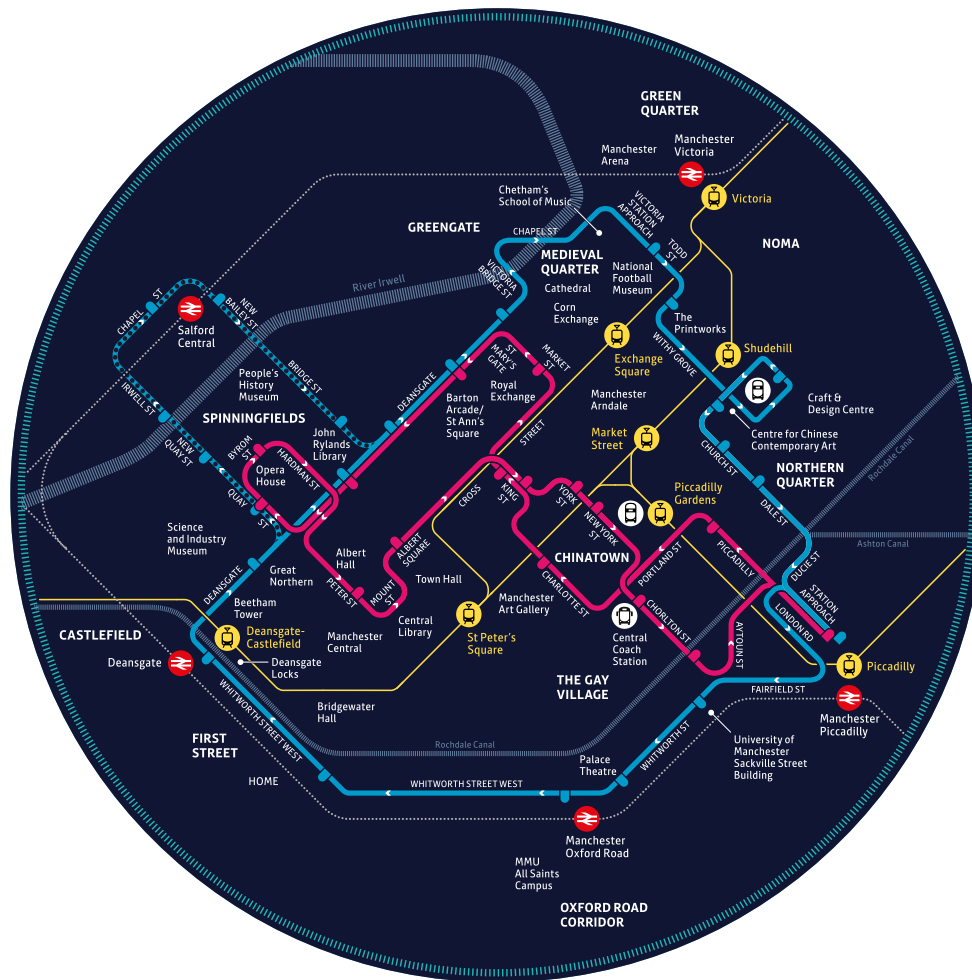 GREEN
QUARTER
Manchester
Victoria
Manchester
Arena
Victoria
Chetham's
School of Music
VICTORIA
STATION
APPROACH
TODD
ST
NOMA
GREENGATE
CHAPEL ST
MEDIEVAL
QUARTER
VICTORIA
BRIDGE ST
National
Football
Museum
Cathedral
Corn
Exchange
River Irwell
CHAPEL ST
NEW
BAILEY ST
Salford
Central
The
Printworks
WITHY GROVE
Shudehill
Exchange
Square
ST
MARY'S
GATE
MARKET
ST
People's
History
Museum
BRIDGE ST
DEANSGATE
Royal
Exchange
Barton
Arcade/
St Ann's
Square
Manchester
Arndale
Craft &
Design Centre
IRWELL ST
SPINNINGFIELDS
John
Rylands
Library
STREET
Market
Street
Centre for Chinese
Contemporary Art
NEW
QUAY ST
BYROM
ST
HARDMAN ST
Opera
House
CHURCH ST
NORTHERN
QUARTER
Rochdale Canal
QUAY
ST
CROSS
KING
ST
YORK
ST
NEW YORK
ST
Piccadilly
Gardens
DALE ST
Science
and Industry
Museum
Albert
Hall
ALBERT
SQUARE
CHINATOWN
PORTLAND ST
PICCADILLY
Ashton Canal
DUCIE ST
DEANSGATE
Great
Northern
PETER ST
MOUNT
ST
Town Hall
CHARLOTTE ST
STATION
APPROACH
Beetham
Tower
Central
Library
Manchester
Art Gallery
CHORLTON ST
LONDON RD
CASTLEFIELD
Deansgate-
Castlefield
Manchester
Central
St Peter's
Square
Central
Coach
Station
AYTOUN ST
Deansgate
Deansgate
Locks
THE GAY
VILLAGE
Piccadilly
FAIRFIELD ST
WHITWORTH STREET WEST
Bridgewater
Hall
Manchester
Piccadilly
FIRST
STREET
Rochdale Canal
WHITWORTH ST
University of
Manchester
Sackville Street
Building
HOME
WHITWORTH STREET WEST
Palace
Theatre
Manchester
Oxford Road
MMU
All Saints
Campus
OXFORD ROAD
CORRIDOR